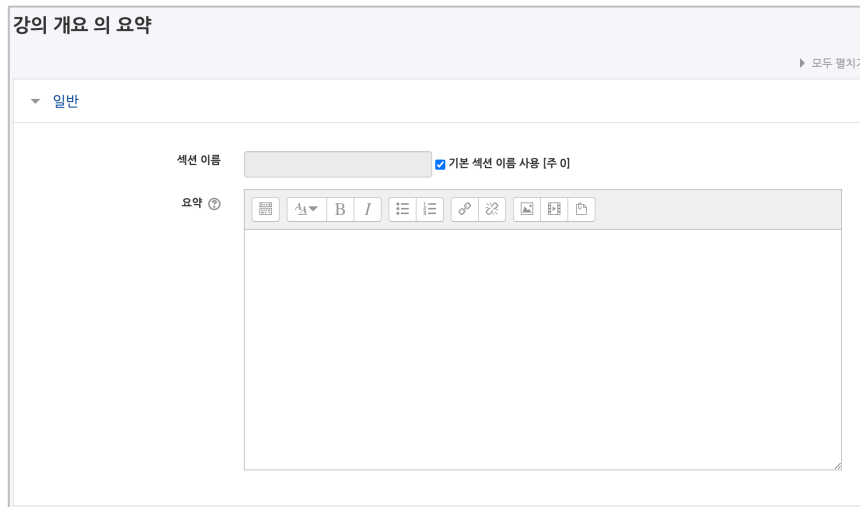 강의 개요 의 요약
모두 펼치기
일반
섹션 이름
기본 섹션 이름 사용 [주 0]
요약
B I